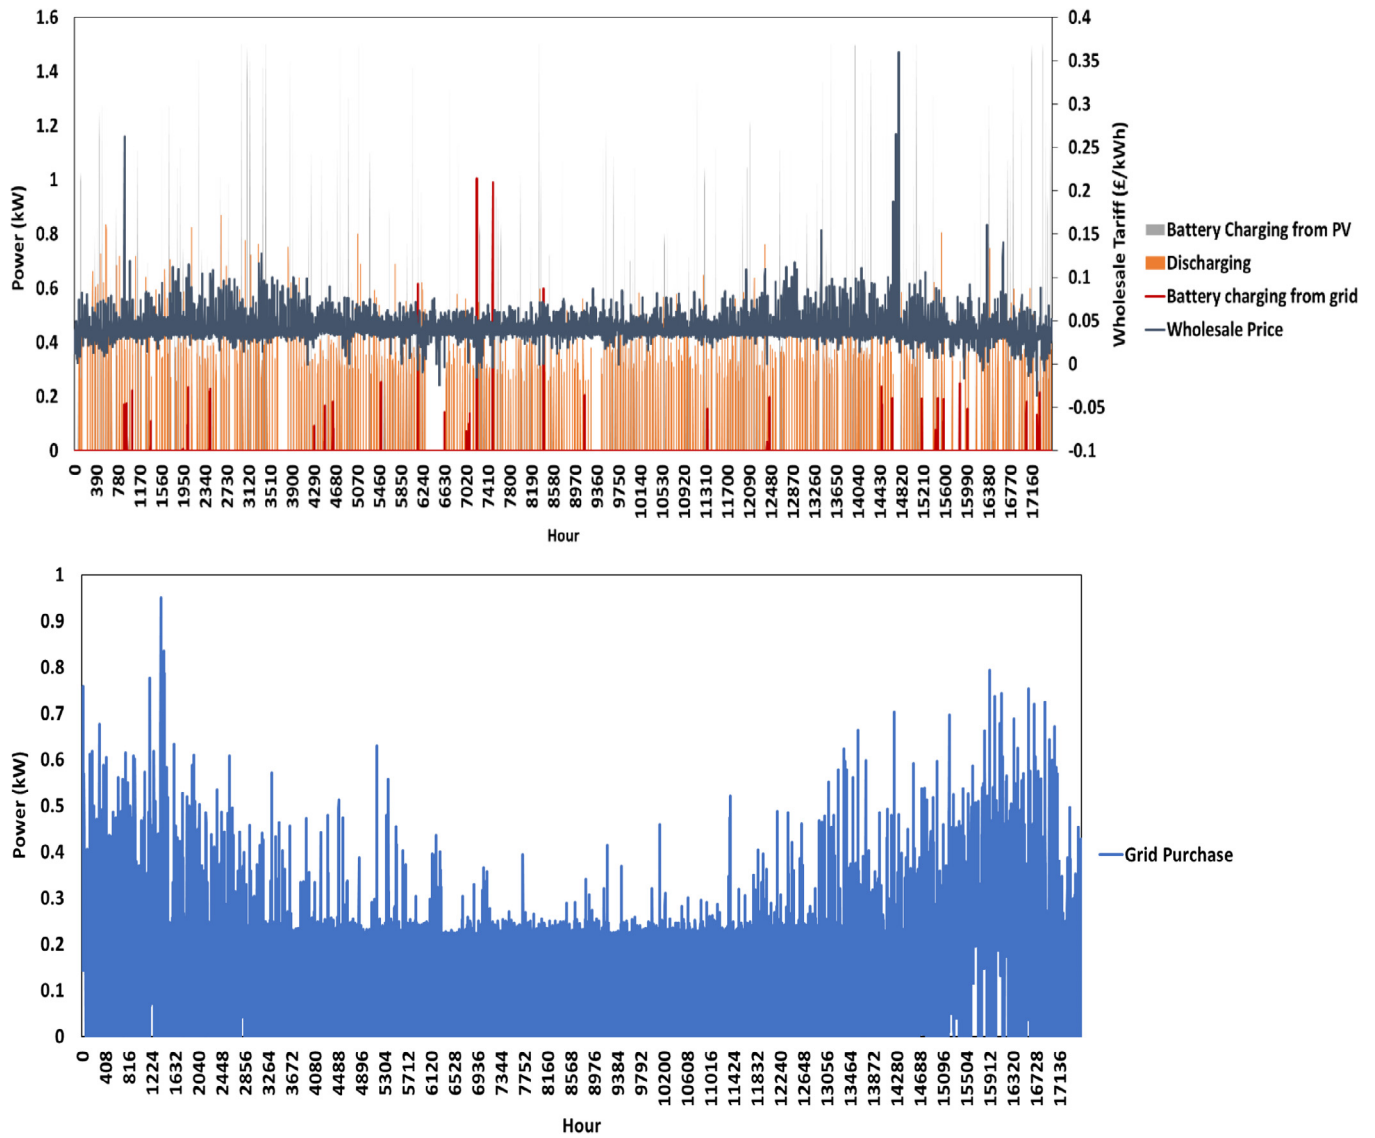 1.6
1.4
1.2
1
0.8
0.6
0.4
0.2
0
Power (kW)
0.4
0.35
0.3
0.25
0.2
0.15
0.1
0.05
0
-0.05
-0.1
Wholesale Tariff (£/kWh)
0 390 780 1170 1560 1950 2340 2730 3120 3510 3900 4290 4680 5070 5460 5850 6240 6630 7020 7410 7800 8190 8580 8970 9360 9750 10140 10530 10920 11310 11700 12090 12480 12870 13260 13650 14040 14430 14820 15210 15600 15990 16380 16770 17160
Hour
Battery Charging from PV
Discharging
Battery charging from grid
Wholesale Price
1
0.9
0.8
0.7
0.6
0.5
0.4
0.3
0.2
0.1
0
Power (kW)
0 408 816 1224 1632 2040 2448 2856 3264 3672 4080 4488 4896 5304 5712 6120 6528 6936 7344 7752 8160 8568 8976 9384 9792 10200 10608 11016 11424 11832 12240 12648 13056 13464 13872 14280 14688 15096 15504 15912 16320 16728 17136
Hour
Grid Purchase